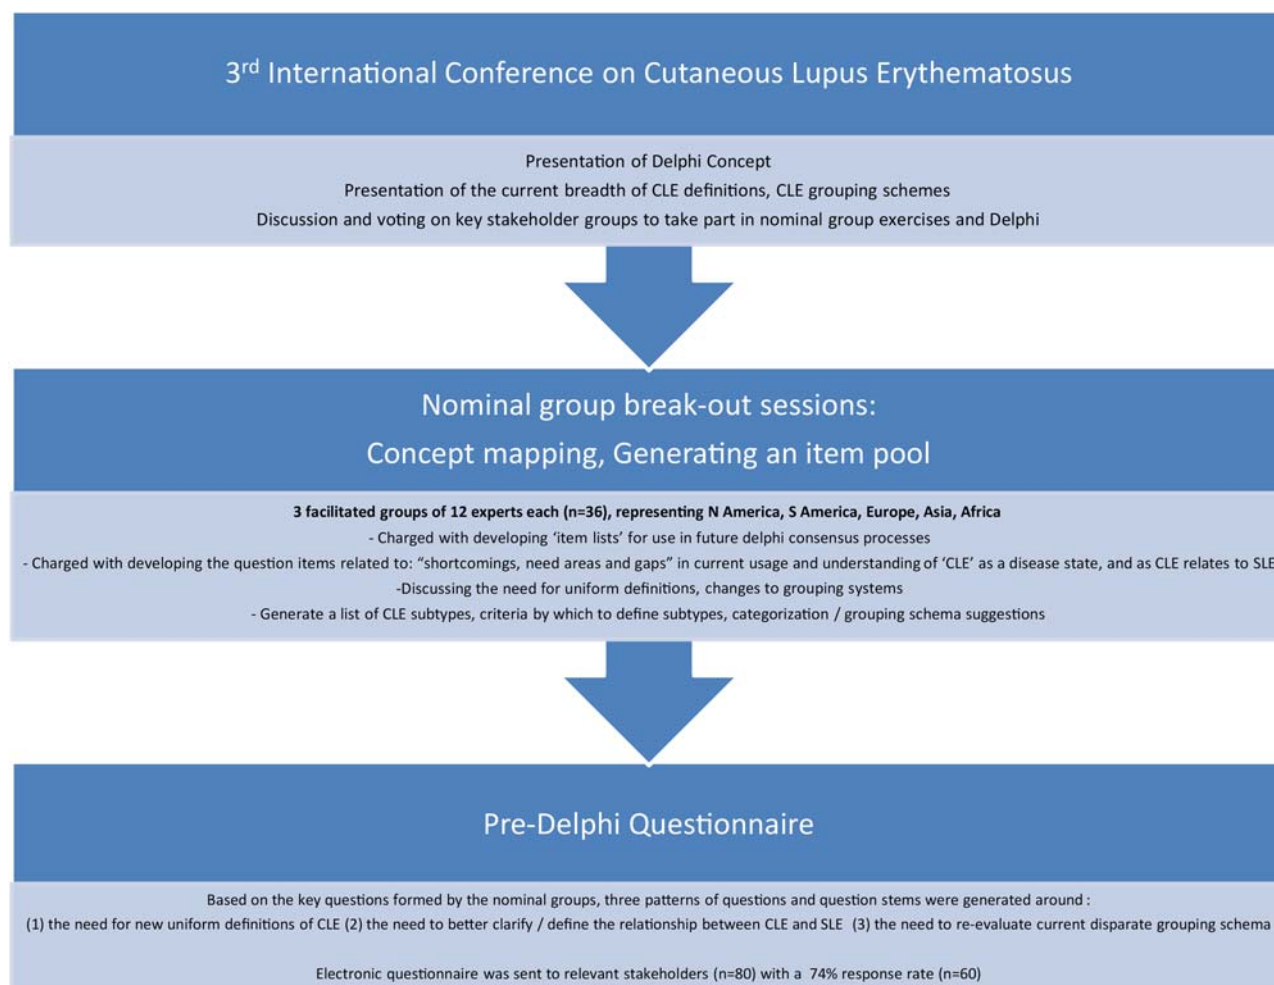 3rd International Conference on Cutaneous Lupus Erythematosus
Presentation of Delphi Concept
Presentation of the current breadth of CLE definitions, CLE grouping schemes
Discussion and voting on key stakeholder groups to take part in nominal group exercises and Delphi
Nominal group break-out sessions:
Concept mapping, Generating an item pool
3 facilitated groups of 12 experts each (n=36), representing N America, S America, Europe, Asia, Africa
- Charged with developing ‘item lists’ for use in future delphi consensus processes
- Charged with developing the question items related to: “shortcomings, need areas and gaps” in current usage and understanding of ‘CLE’ as a disease state, and as CLE relates to SLE
-Discussing the need for uniform definitions, changes to grouping systems
- Generate a list of CLE subtypes, criteria by which to define subtypes, categorization / grouping schema suggestions
Pre-Delphi Questionnaire
Based on the key questions formed by the nominal groups, three patterns of questions and question stems were generated around :
(1) the need for new uniform definitions of CLE (2) the need to better clarify / define the relationship between CLE and SLE (3) the need to re-evaluate current disparate grouping schema
Electronic questionnaire was sent to relevant stakeholders (n=80) with a 74% response rate (n=60)